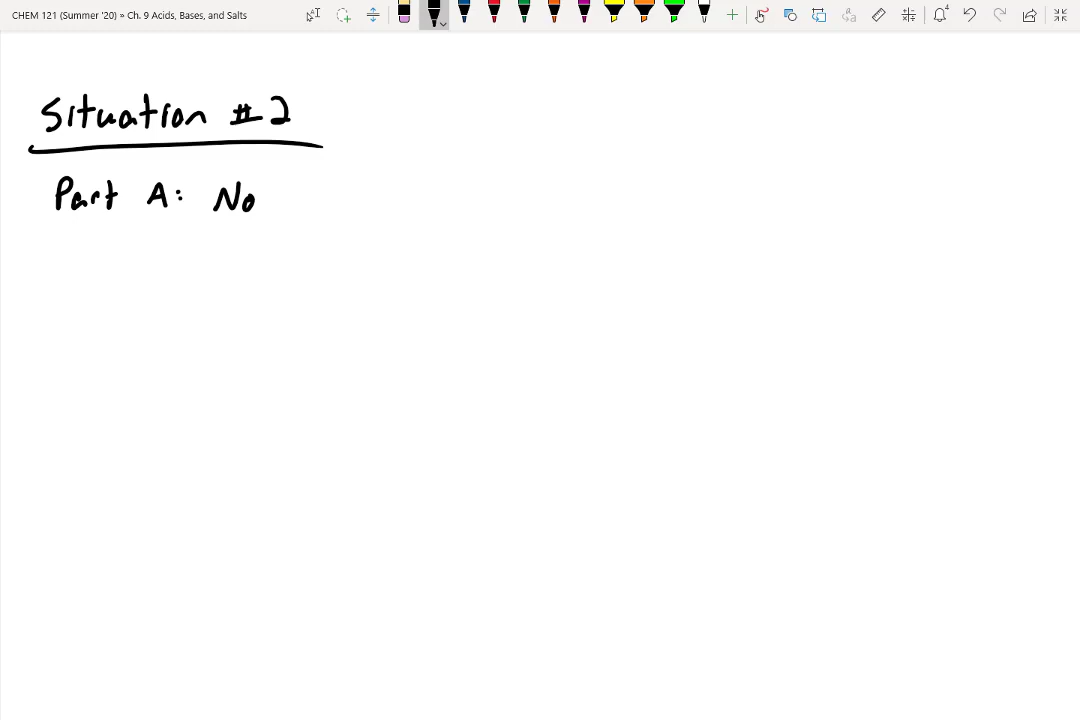 CHEM 121 (Summer '20) » Ch. 9 Acids, Bases, and Salts
Situation #2
Part A: No